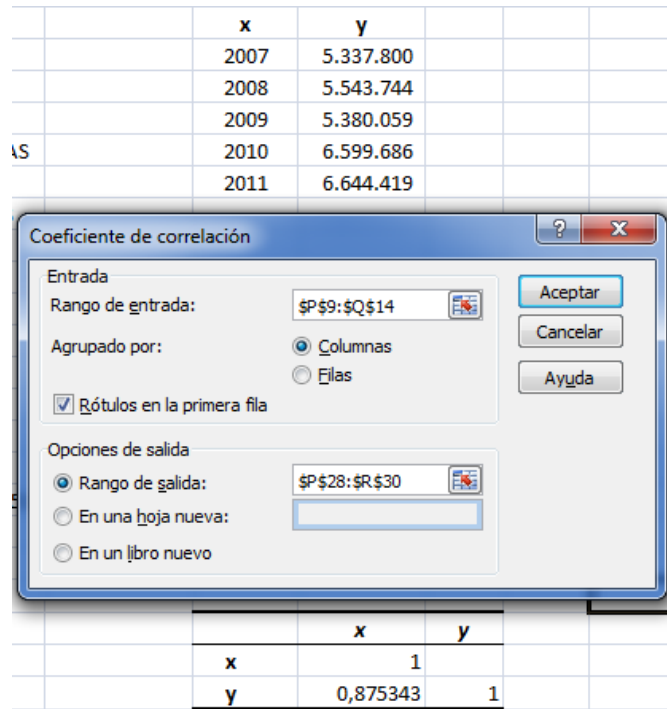 x y
2007 5.337.800
2008 5.543.744
2009 5.380.059
AS 2010 6.599.686
2011 6.644.419
Coeficiente de correlación
Entrada
Rango de entrada: $P$9:$Q$14
Agrupado por: Columnas
Filas
Rótulos en la primera fila
Aceptar
Cancelar
Ayuda
Opciones de salida
Rango de salida: $P$28:$R$30
En una hoja nueva:
En un libro nuevo
x y
x 1
y 0,875343 1